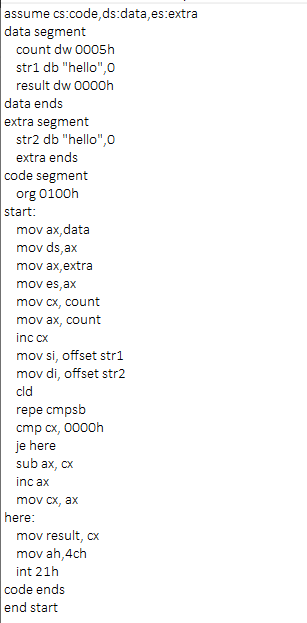 assume cs:code,ds:data,es:extra
data segment
count dw 0005h
str1 db "hello",0
result dw 0000h
data ends
extra segment
str2 db "hello",0
extra ends
code segment
org 0100h
start:
mov ax,data
mov ds,ax
mov ax,extra
mov es,ax
mov cx, count
mov ax, count
inc cx
mov si, offset str1
mov di, offset str2
cld
repe cmpsb
cmp cx, 0000h
je here
sub ax, cx
inc ax
mov cx, ax
here:
mov result, cx
mov ah,4ch
int 21h
code ends
end start